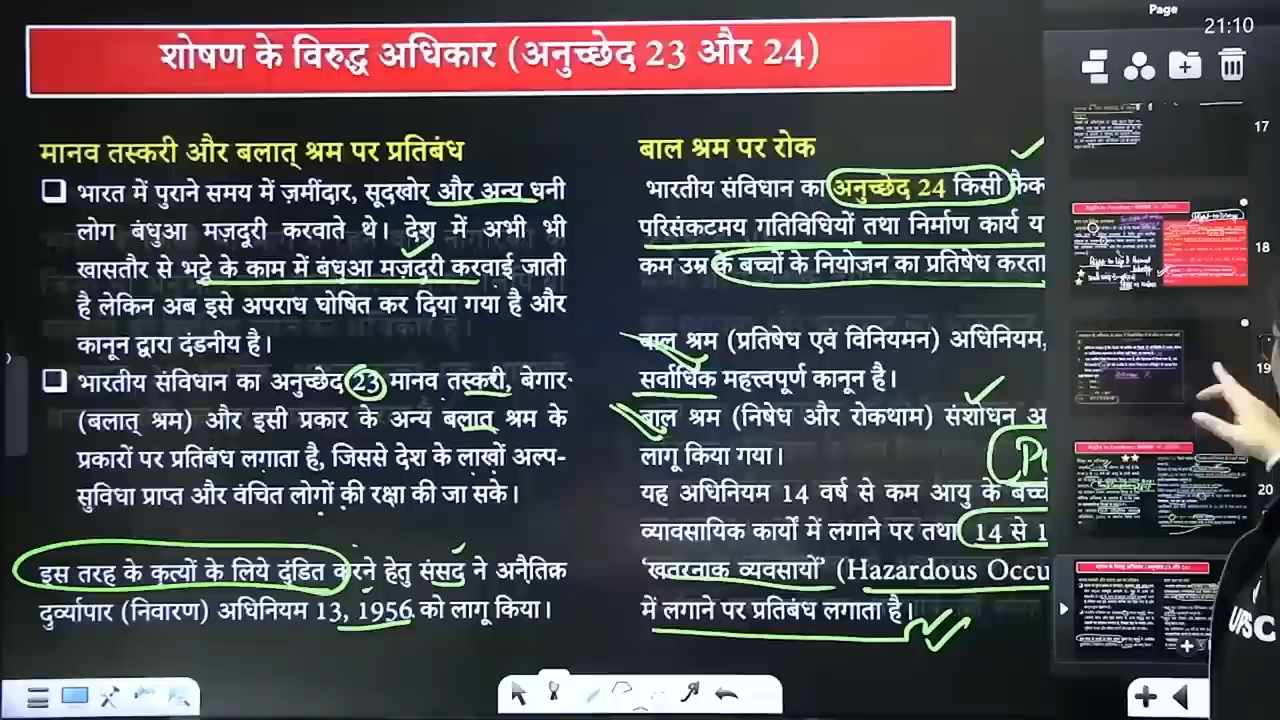 Page
21:10
शोषण के विरुद्ध अधिकार (अनुच्छेद 23 और 24)
मानव तस्करी और बलात् श्रम पर प्रतिबंध
भारत में पुराने समय में ज़मींदार, सूदखोर और अन्य धनी
लोग बंधुआ मज़दूरी करवाते थे। देश में अभी भी
खासतौर से भट्ठे के काम में बंधुआ मज़दूरी करवाई जाती
है लेकिन अब इसे अपराध घोषित कर दिया गया है और
कानून द्वारा दंडनीय है।
भारतीय संविधान का अनुच्छेद 23 मानव तस्करी, बेगार
(बलात् श्रम) और इसी प्रकार के अन्य बलात् श्रम के
प्रकारों पर प्रतिबंध लगाता है, जिससे देश के लाखों अल्प-
सुविधा प्राप्त और वंचित लोगों की रक्षा की जा सके।
इस तरह के कृत्यों के लिये दंडित करने हेतु संसद ने अनैतिक
दुर्व्यापार (निवारण) अधिनियम 13, 1956 को लागू किया।
बाल श्रम पर रोक
भारतीय संविधान का अनुच्छेद 24 किसी फैक
परिसंकटमय गतिविधियों तथा निर्माण कार्य य
कम उम्र के बच्चों के नियोजन का प्रतिषेध करता
बाल श्रम (प्रतिषेध एवं विनियमन) अधिनियम,
सर्वाधिक महत्त्वपूर्ण कानून है।
बाल श्रम (निषेध और रोकथाम) संशोधन अ
लागू किया गया।
यह अधिनियम 14 वर्ष से कम आयु के बच्च
व्यावसायिक कार्यों में लगाने पर तथा 14 से 1
'खतरनाक व्यवसायों' (Hazardous Occu
में लगाने पर प्रतिबंध लगाता है।
17
18
19
20
UPSC